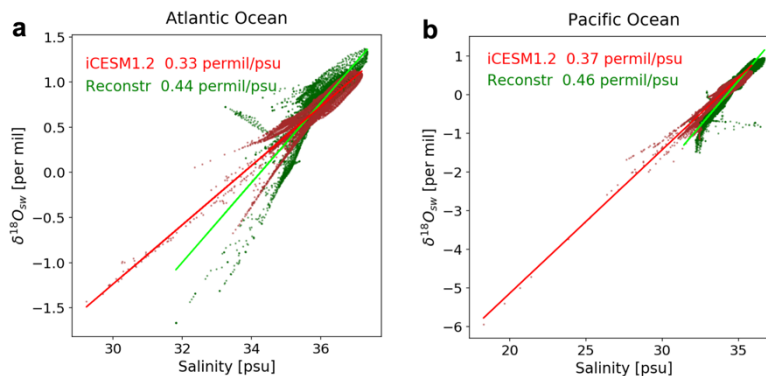 a
Atlantic Ocean
iCESM1.2 0.33 permil/psu
Reconstr 0.44 permil/psu
1.5
1.0
0.5
0.0
−0.5
−1.0
−1.5
δ¹⁸O_sw [per mil]
30
32
34
36
Salinity [psu]
b
Pacific Ocean
iCESM1.2 0.37 permil/psu
Reconstr 0.46 permil/psu
1
0
−1
−2
−3
−4
−5
−6
δ¹⁸O_sw [per mil]
20
25
30
35
Salinity [psu]